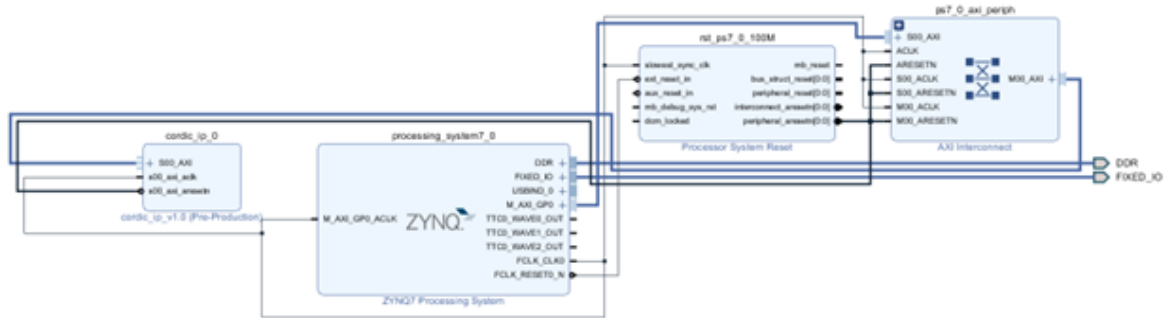 ps7_0_axi_periph
rst_ps7_0_100M
S00_AXI
ACLK
slowest_sync_clk
mb_reset
ARESETN
ext_reset_in
bus_struct_reset[0:0]
S00_ACLK
M00_AXI
aux_reset_in
peripheral_reset[0:0]
S00_ARESETN
mb_debug_sys_rst
interconnect_aresetn[0:0]
M00_ACLK
dcm_locked
peripheral_aresetn[0:0]
M00_ARESETN
Processor System Reset
AXI Interconnect
cordic_ip_0
processing_system7_0
S00_AXI
s00_axi_aclk
s00_axi_aresetn
cordic_ip_v1.0 (Pre-Production)
DDR
FIXED_IO
USBIND_0
M_AXI_GP0
M_AXI_GP0_ACLK
ZYNQ
TTC0_WAVE0_OUT
TTC0_WAVE1_OUT
TTC0_WAVE2_OUT
FCLK_CLK0
FCLK_RESET0_N
ZYNQ7 Processing System
DDR
FIXED_IO